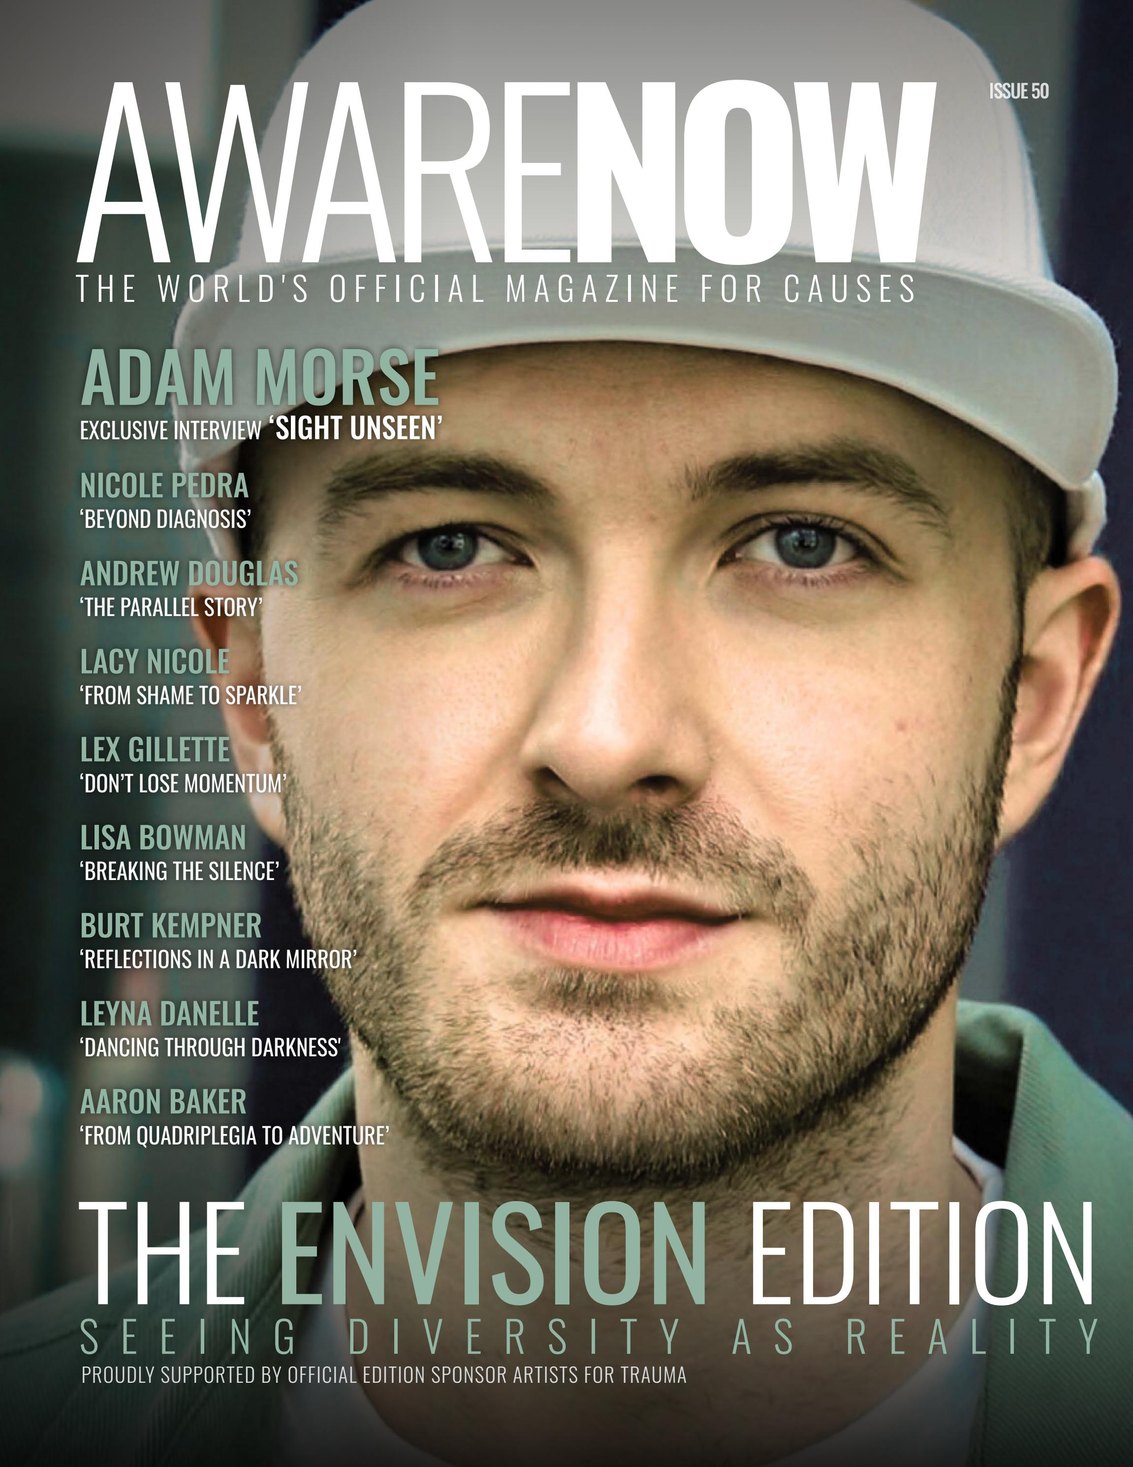 AWARENOW
ISSUE 50
THE WORLD'S OFFICIAL MAGAZINE FOR CAUSES
ADAM MORSE
EXCLUSIVE INTERVIEW ‘SIGHT UNSEEN’
NICOLE PEDRA
‘BEYOND DIAGNOSIS’
ANDREW DOUGLAS
‘THE PARALLEL STORY’
LACY NICOLE
‘FROM SHAME TO SPARKLE’
LEX GILLETTE
‘DON’T LOSE MOMENTUM’
LISA BOWMAN
‘BREAKING THE SILENCE’
BURT KEMPNER
‘REFLECTIONS IN A DARK MIRROR’
LEYNA DANELLE
‘DANCING THROUGH DARKNESS'
AARON BAKER
‘FROM QUADRIPLEGIA TO ADVENTURE’
THE ENVISION EDITION
SEEING DIVERSITY AS REALITY
PROUDLY SUPPORTED BY OFFICIAL EDITION SPONSOR ARTISTS FOR TRAUMA